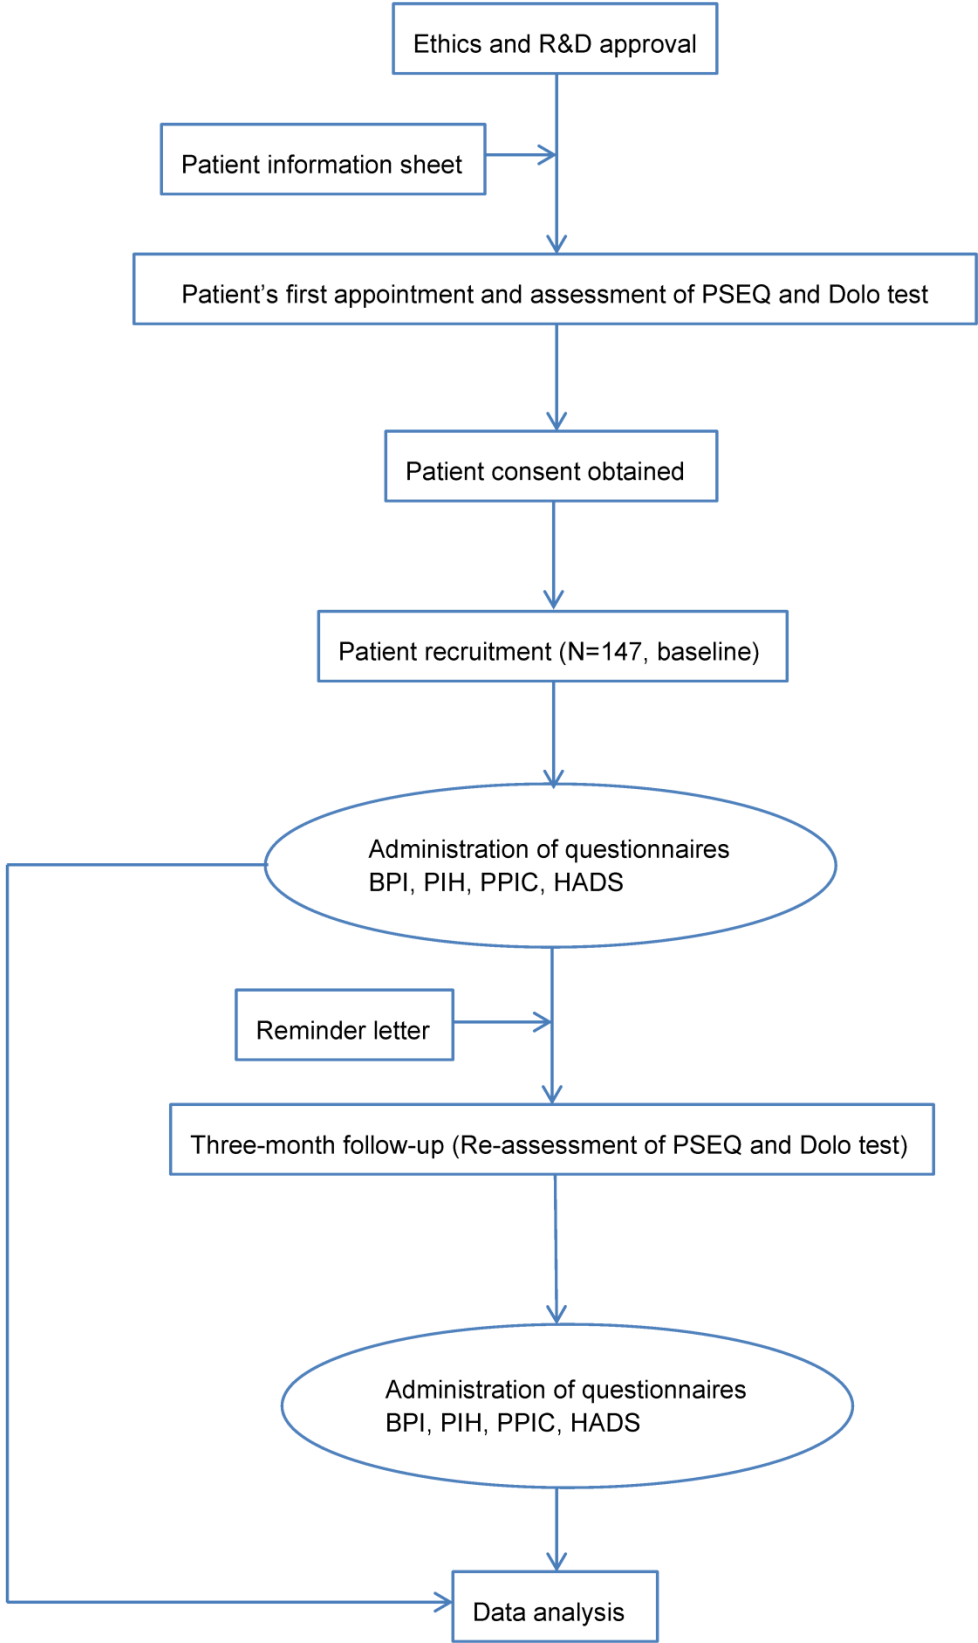 Ethics and R&D approval
Patient information sheet
Patient’s first appointment and assessment of PSEQ and Dolo test
Patient consent obtained
Patient recruitment (N=147, baseline)
Administration of questionnaires
BPI, PIH, PPIC, HADS
Reminder letter
Three-month follow-up (Re-assessment of PSEQ and Dolo test)
Administration of questionnaires
BPI, PIH, PPIC, HADS
Data analysis